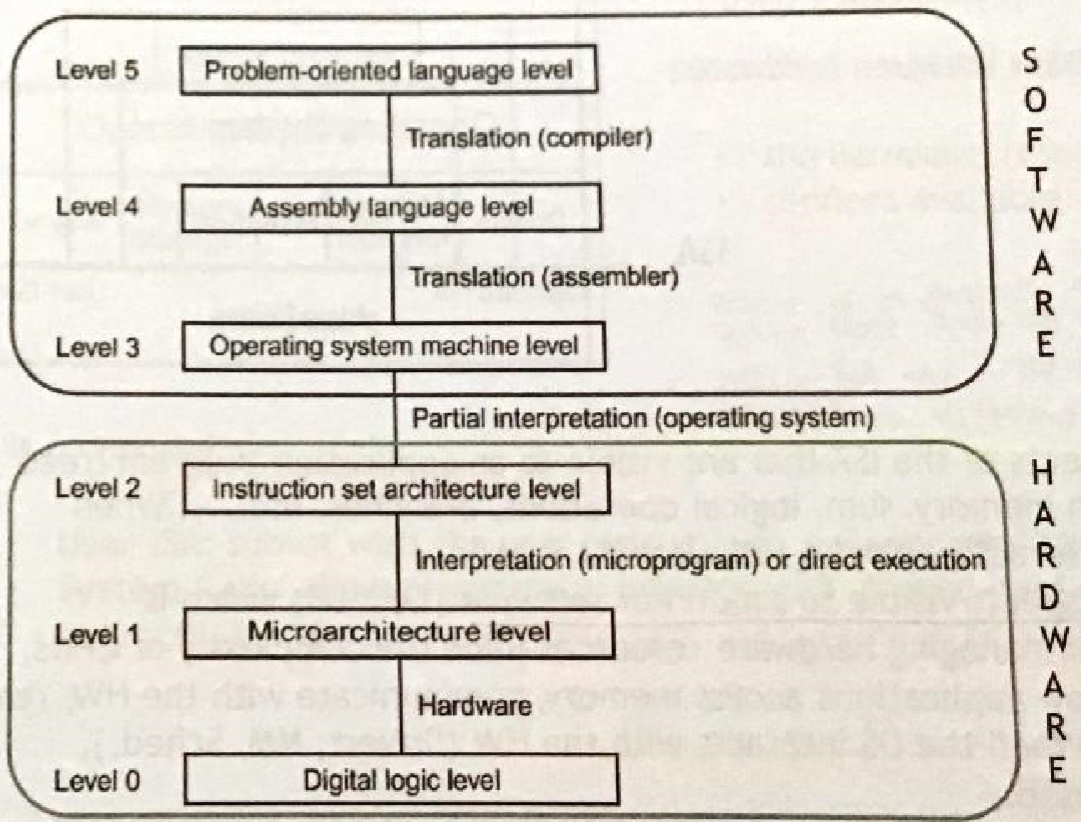 Level 5 Problem-oriented language level
Translation (compiler)
Level 4 Assembly language level
Translation (assembler)
Level 3 Operating system machine level
SOFTWARE
Partial interpretation (operating system)
Level 2 Instruction set architecture level
Interpretation (microprogram) or direct execution
Level 1 Microarchitecture level
Hardware
Level 0 Digital logic level
HARDWARE